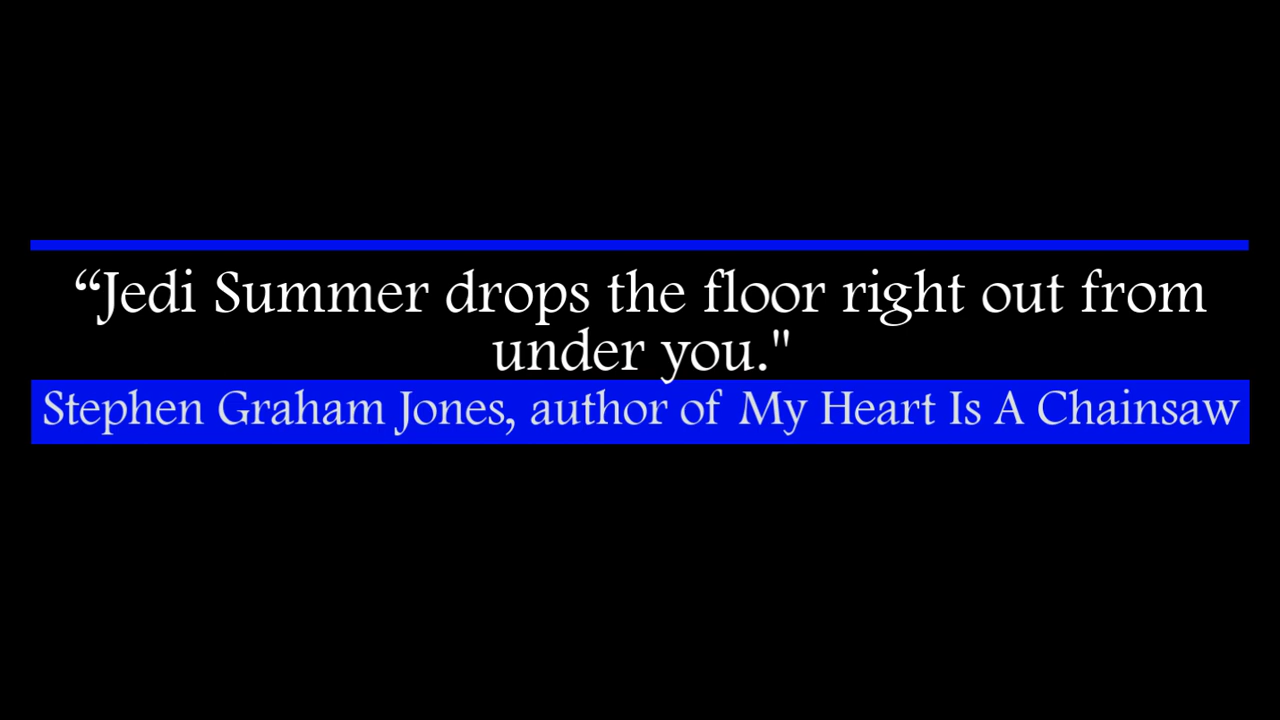 “Jedi Summer drops the floor right out from
under you."
Stephen Graham Jones, author of My Heart Is A Chainsaw